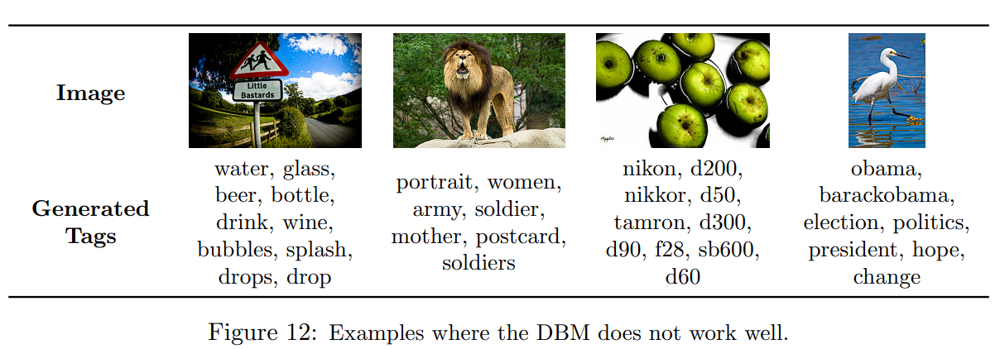 Image
Little
Bastards
Apples
Generated
Tags
water, glass,
beer, bottle,
drink, wine,
bubbles, splash,
drops, drop
portrait, women,
army, soldier,
mother, postcard,
soldiers
nikon, d200,
nikkor, d50,
tamron, d300,
d90, f28, sb600,
d60
obama,
barackobama,
election, politics,
president, hope,
change
Figure 12: Examples where the DBM does not work well.